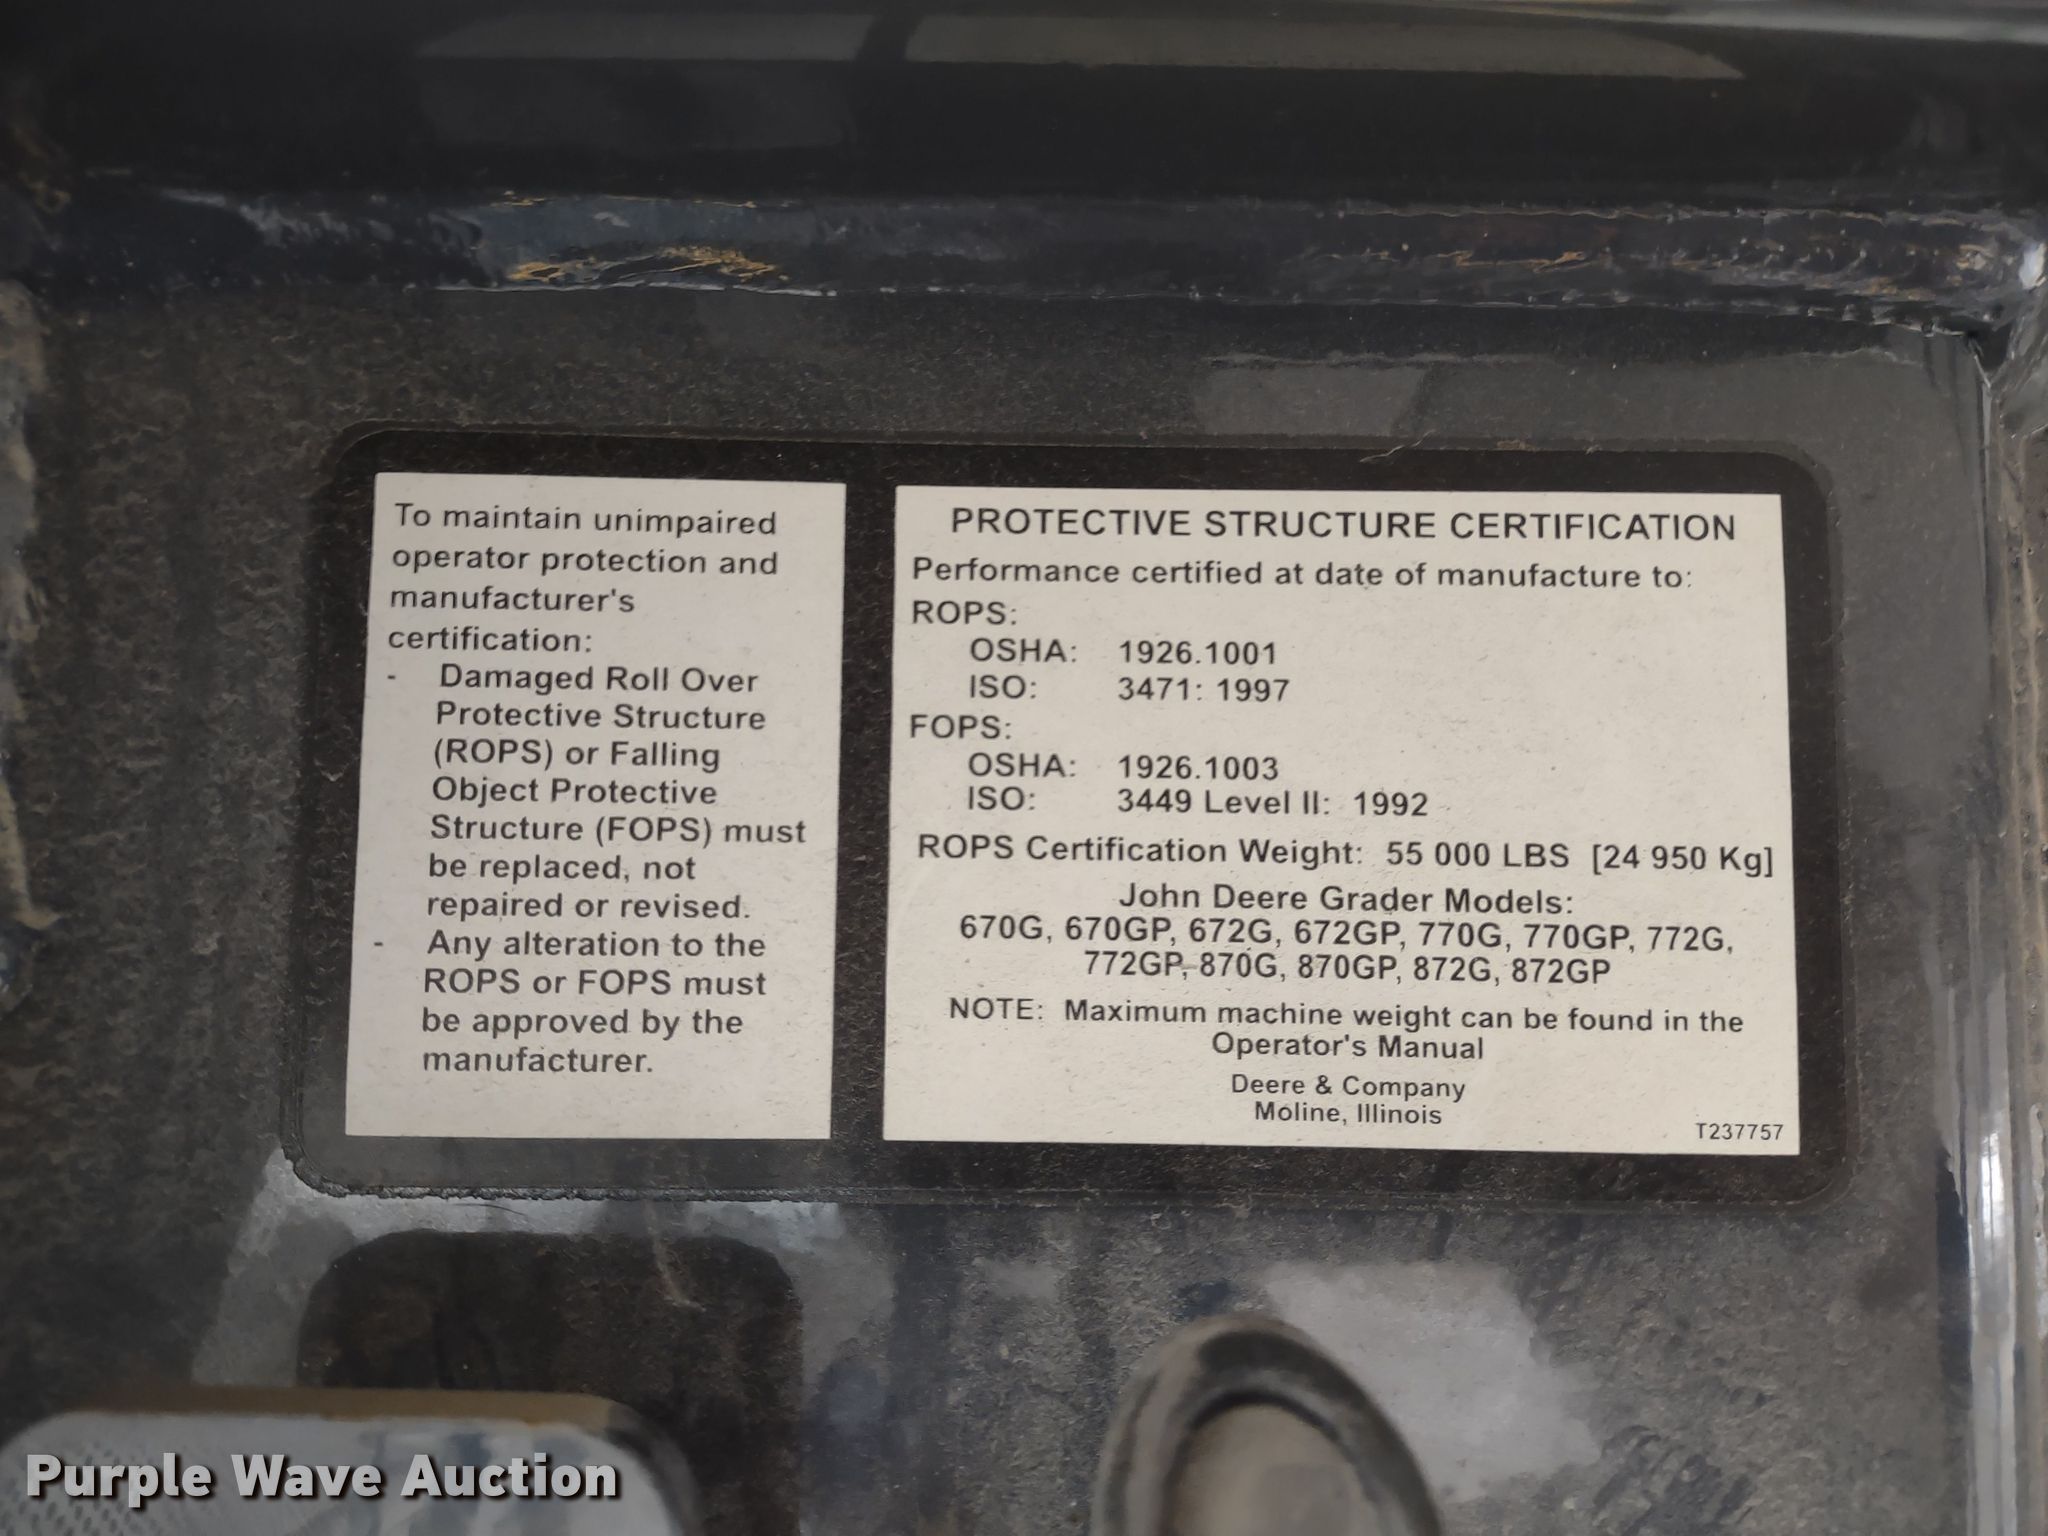 To maintain unimpaired
operator protection and
manufacturer's
certification:
- Damaged Roll Over
Protective Structure
(ROPS) or Falling
Object Protective
Structure (FOPS) must
be replaced, not
repaired or revised.
- Any alteration to the
ROPS or FOPS must
be approved by the
manufacturer.
PROTECTIVE STRUCTURE CERTIFICATION
Performance certified at date of manufacture to:
ROPS:
OSHA: 1926.1001
ISO: 3471: 1997
FOPS:
OSHA: 1926.1003
ISO: 3449 Level II: 1992
ROPS Certification Weight: 55 000 LBS [24 950 Kg]
John Deere Grader Models:
670G, 670GP, 672G, 672GP, 770G, 770GP, 772G,
772GP, 870G, 870GP, 872G, 872GP
NOTE: Maximum machine weight can be found in the
Operator's Manual
Deere & Company
Moline, Illinois
T237757
Purple Wave Auction